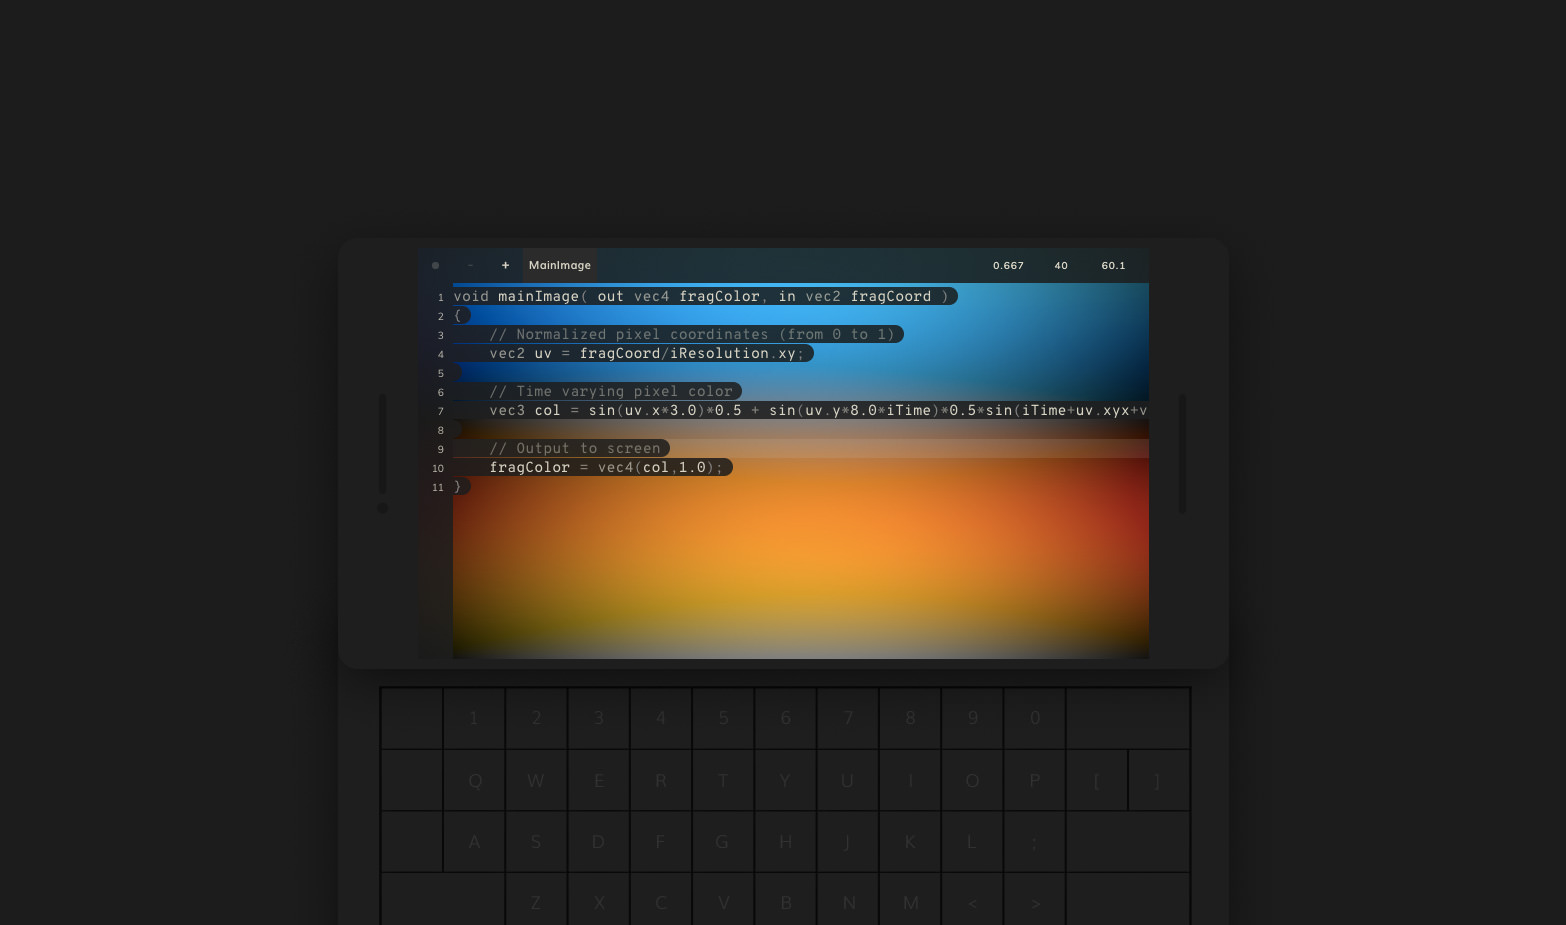 - + MainImage 0.667 40 60.1
1 void mainImage( out vec4 fragColor, in vec2 fragCoord )
2 {
3 // Normalized pixel coordinates (from 0 to 1)
4 vec2 uv = fragCoord/iResolution.xy;
5
6 // Time varying pixel color
7 vec3 col = sin(uv.x*3.0)*0.5 + sin(uv.y*8.0*iTime)*0.5*sin(iTime+uv.xyx+v
8
9 // Output to screen
10 fragColor = vec4(col,1.0);
11 }
1 2 3 4 5 6 7 8 9 0
Q W E R T Y U I O P [ ]
A S D F G H J K L ;
Z X C V B N M < >